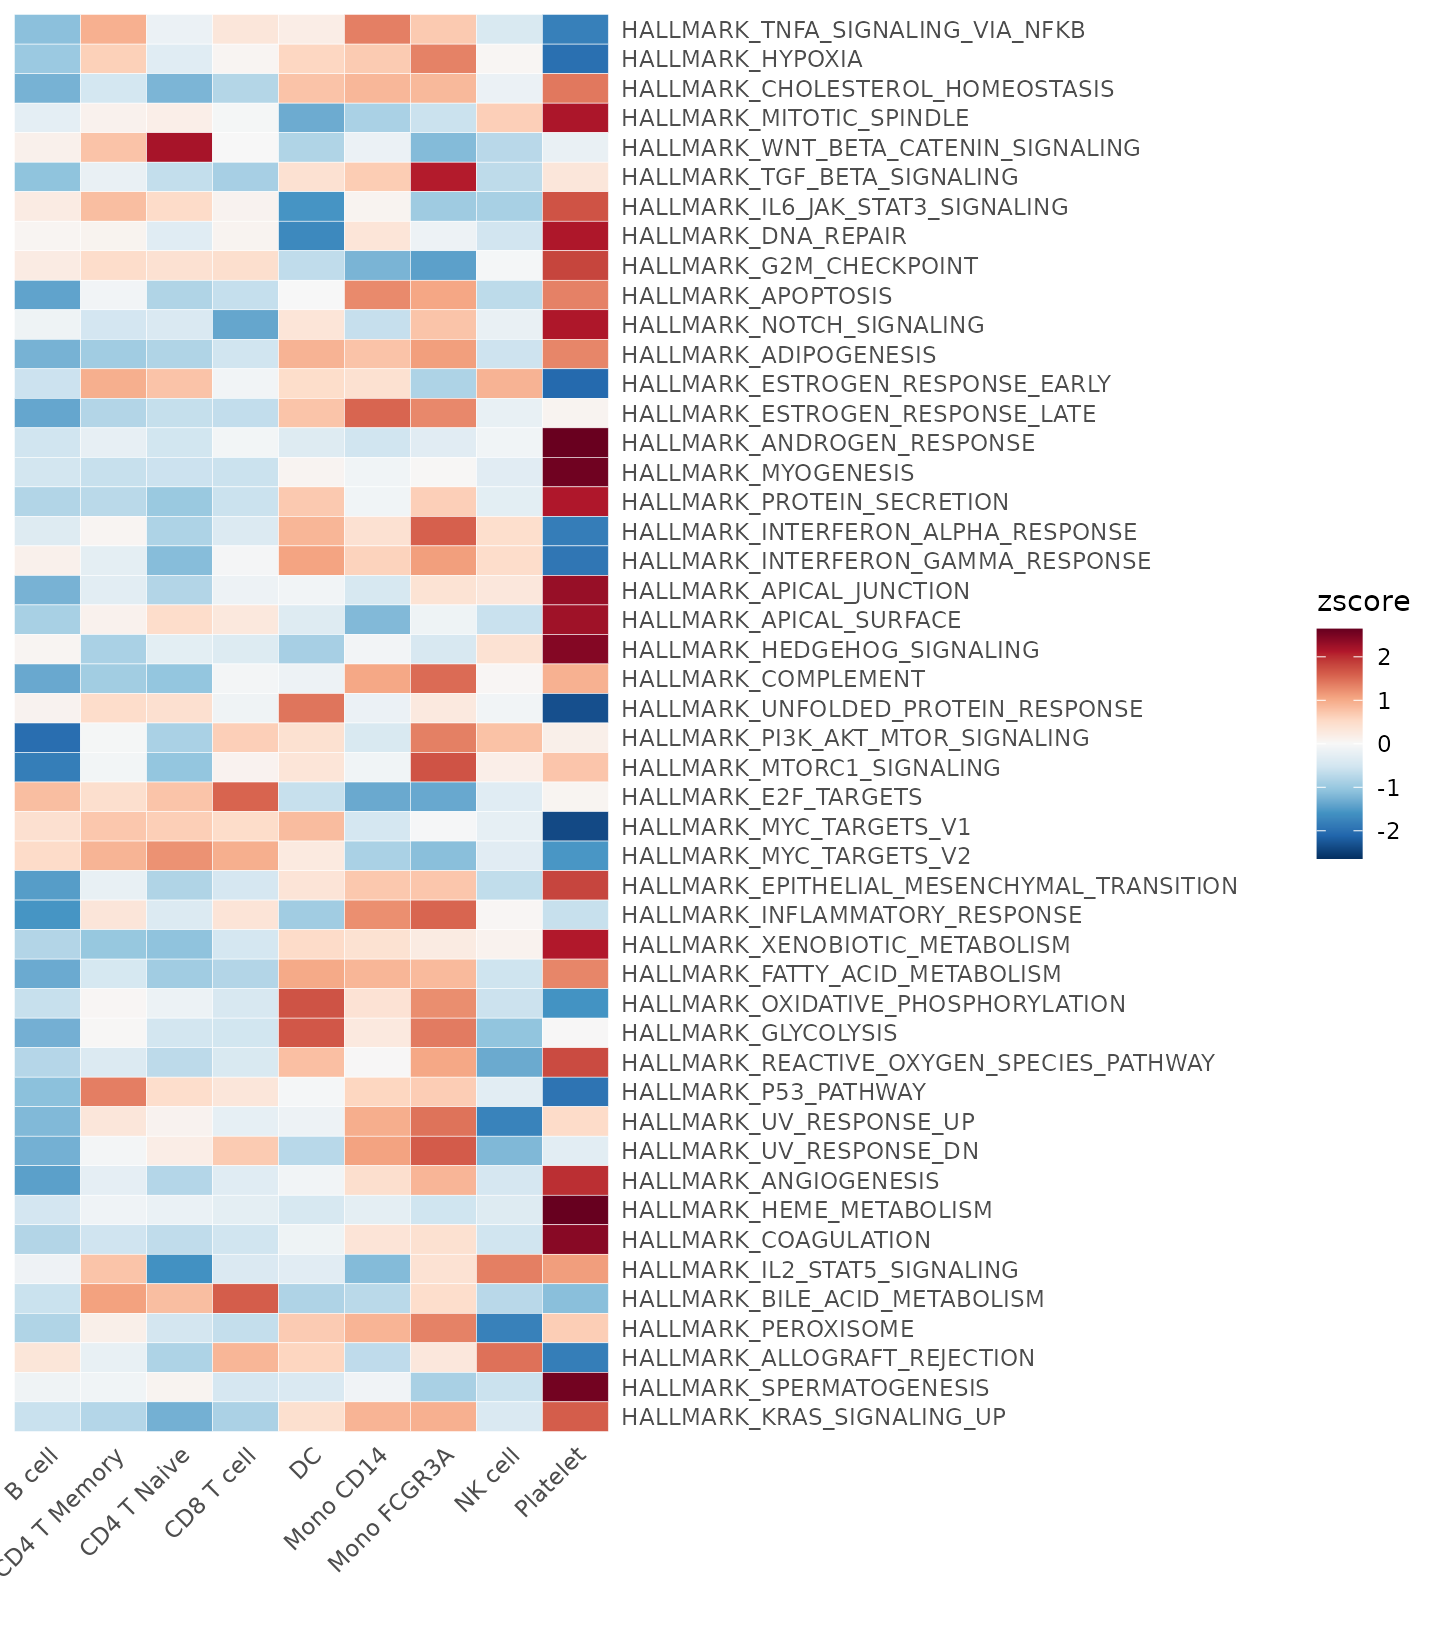 HALLMARK_TNFA_SIGNALING_VIA_NFKB
HALLMARK_HYPOXIA
HALLMARK_CHOLESTEROL_HOMEOSTASIS
HALLMARK_MITOTIC_SPINDLE
HALLMARK_WNT_BETA_CATENIN_SIGNALING
HALLMARK_TGF_BETA_SIGNALING
HALLMARK_IL6_JAK_STAT3_SIGNALING
HALLMARK_DNA_REPAIR
HALLMARK_G2M_CHECKPOINT
HALLMARK_APOPTOSIS
HALLMARK_NOTCH_SIGNALING
HALLMARK_ADIPOGENESIS
HALLMARK_ESTROGEN_RESPONSE_EARLY
HALLMARK_ESTROGEN_RESPONSE_LATE
HALLMARK_ANDROGEN_RESPONSE
HALLMARK_MYOGENESIS
HALLMARK_PROTEIN_SECRETION
HALLMARK_INTERFERON_ALPHA_RESPONSE
HALLMARK_INTERFERON_GAMMA_RESPONSE
HALLMARK_APICAL_JUNCTION
HALLMARK_APICAL_SURFACE
HALLMARK_HEDGEHOG_SIGNALING
HALLMARK_COMPLEMENT
HALLMARK_UNFOLDED_PROTEIN_RESPONSE
HALLMARK_PI3K_AKT_MTOR_SIGNALING
HALLMARK_MTORC1_SIGNALING
HALLMARK_E2F_TARGETS
HALLMARK_MYC_TARGETS_V1
HALLMARK_MYC_TARGETS_V2
HALLMARK_EPITHELIAL_MESENCHYMAL_TRANSITION
HALLMARK_INFLAMMATORY_RESPONSE
HALLMARK_XENOBIOTIC_METABOLISM
HALLMARK_FATTY_ACID_METABOLISM
HALLMARK_OXIDATIVE_PHOSPHORYLATION
HALLMARK_GLYCOLYSIS
HALLMARK_REACTIVE_OXYGEN_SPECIES_PATHWAY
HALLMARK_P53_PATHWAY
HALLMARK_UV_RESPONSE_UP
HALLMARK_UV_RESPONSE_DN
HALLMARK_ANGIOGENESIS
HALLMARK_HEME_METABOLISM
HALLMARK_COAGULATION
HALLMARK_IL2_STAT5_SIGNALING
HALLMARK_BILE_ACID_METABOLISM
HALLMARK_PEROXISOME
HALLMARK_ALLOGRAFT_REJECTION
HALLMARK_SPERMATOGENESIS
HALLMARK_KRAS_SIGNALING_UP
B cell
CD4 T Memory
CD4 T Naive
CD8 T cell
DC
Mono CD14
Mono FCGR3A
NK cell
Platelet
zscore
2
1
0
-1
-2